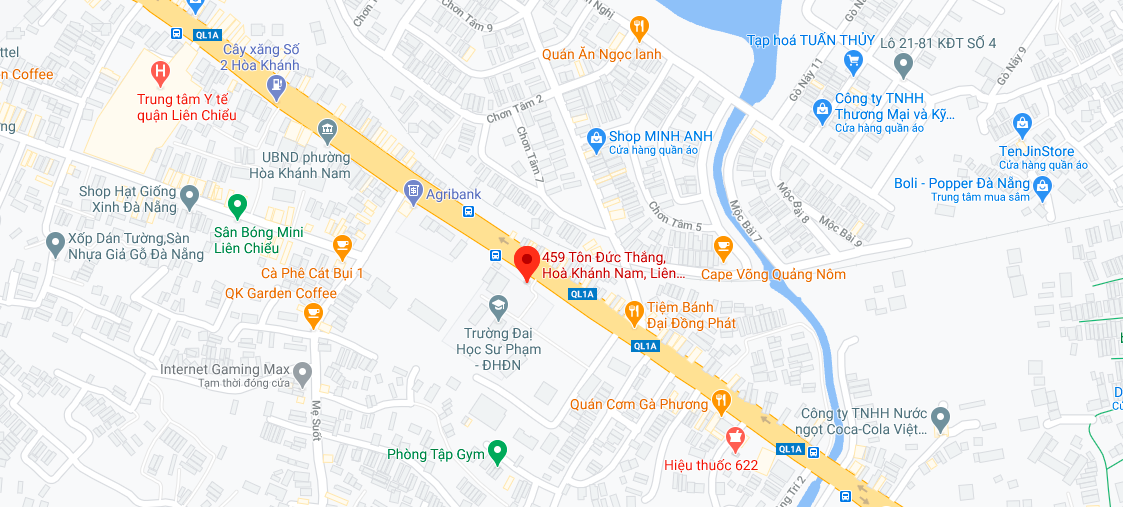 Nghi
Chơn Tâm 9
QL1A
Cây xăng Số
2 Hòa Khánh
Quán Ăn Ngọc lanh
Tạp hoá TUẤN THỦY
Lô 21-81 KĐT SỐ 4
Gò Nảy 9
Gò Nảy 11
Coffee
Trung tâm Y tế
quận Liên Chiểu
Chơn Tâm 2
Công ty TNHH
Thương Mại và Kỹ...
Cửa hàng quần áo
UBND phường
Hòa Khánh Nam
Shop MINH ANH
Cửa hàng quần áo
TenJinStore
Cửa hàng quần áo
Chơn Tâm 7
Agribank
Shop Hạt Giống
Xinh Đà Nẵng
Boli - Popper Đà Nẵng
Trung tâm mua sắm
Sân Bóng Mini
Liên Chiểu
Chơn Tâm 5
Mộc Bài 7
Mộc Bài 8
Mộc Bài 9
Xốp Dán Tường,Sàn
Nhựa Giả Gỗ Đà Nẵng
Cà Phê Cát Bụi 1
459 Tôn Đức Thắng,
Hoà Khánh Nam, Liên...
Cape Võng Quảng Nôm
QK Garden Coffee
QL1A
Tiệm Bánh
Đại Đồng Phát
Trường Đại
Học Sư Phạm
- ĐHĐN
QL1A
Internet Gaming Max
Tạm thời đóng cửa
Mẹ Suốt
Quán Cơm Gà Phương
Công ty TNHH Nước
ngọt Coca-Cola Việt...
Phòng Tập Gym
Hiệu thuốc 622
QL1A
Trí 2